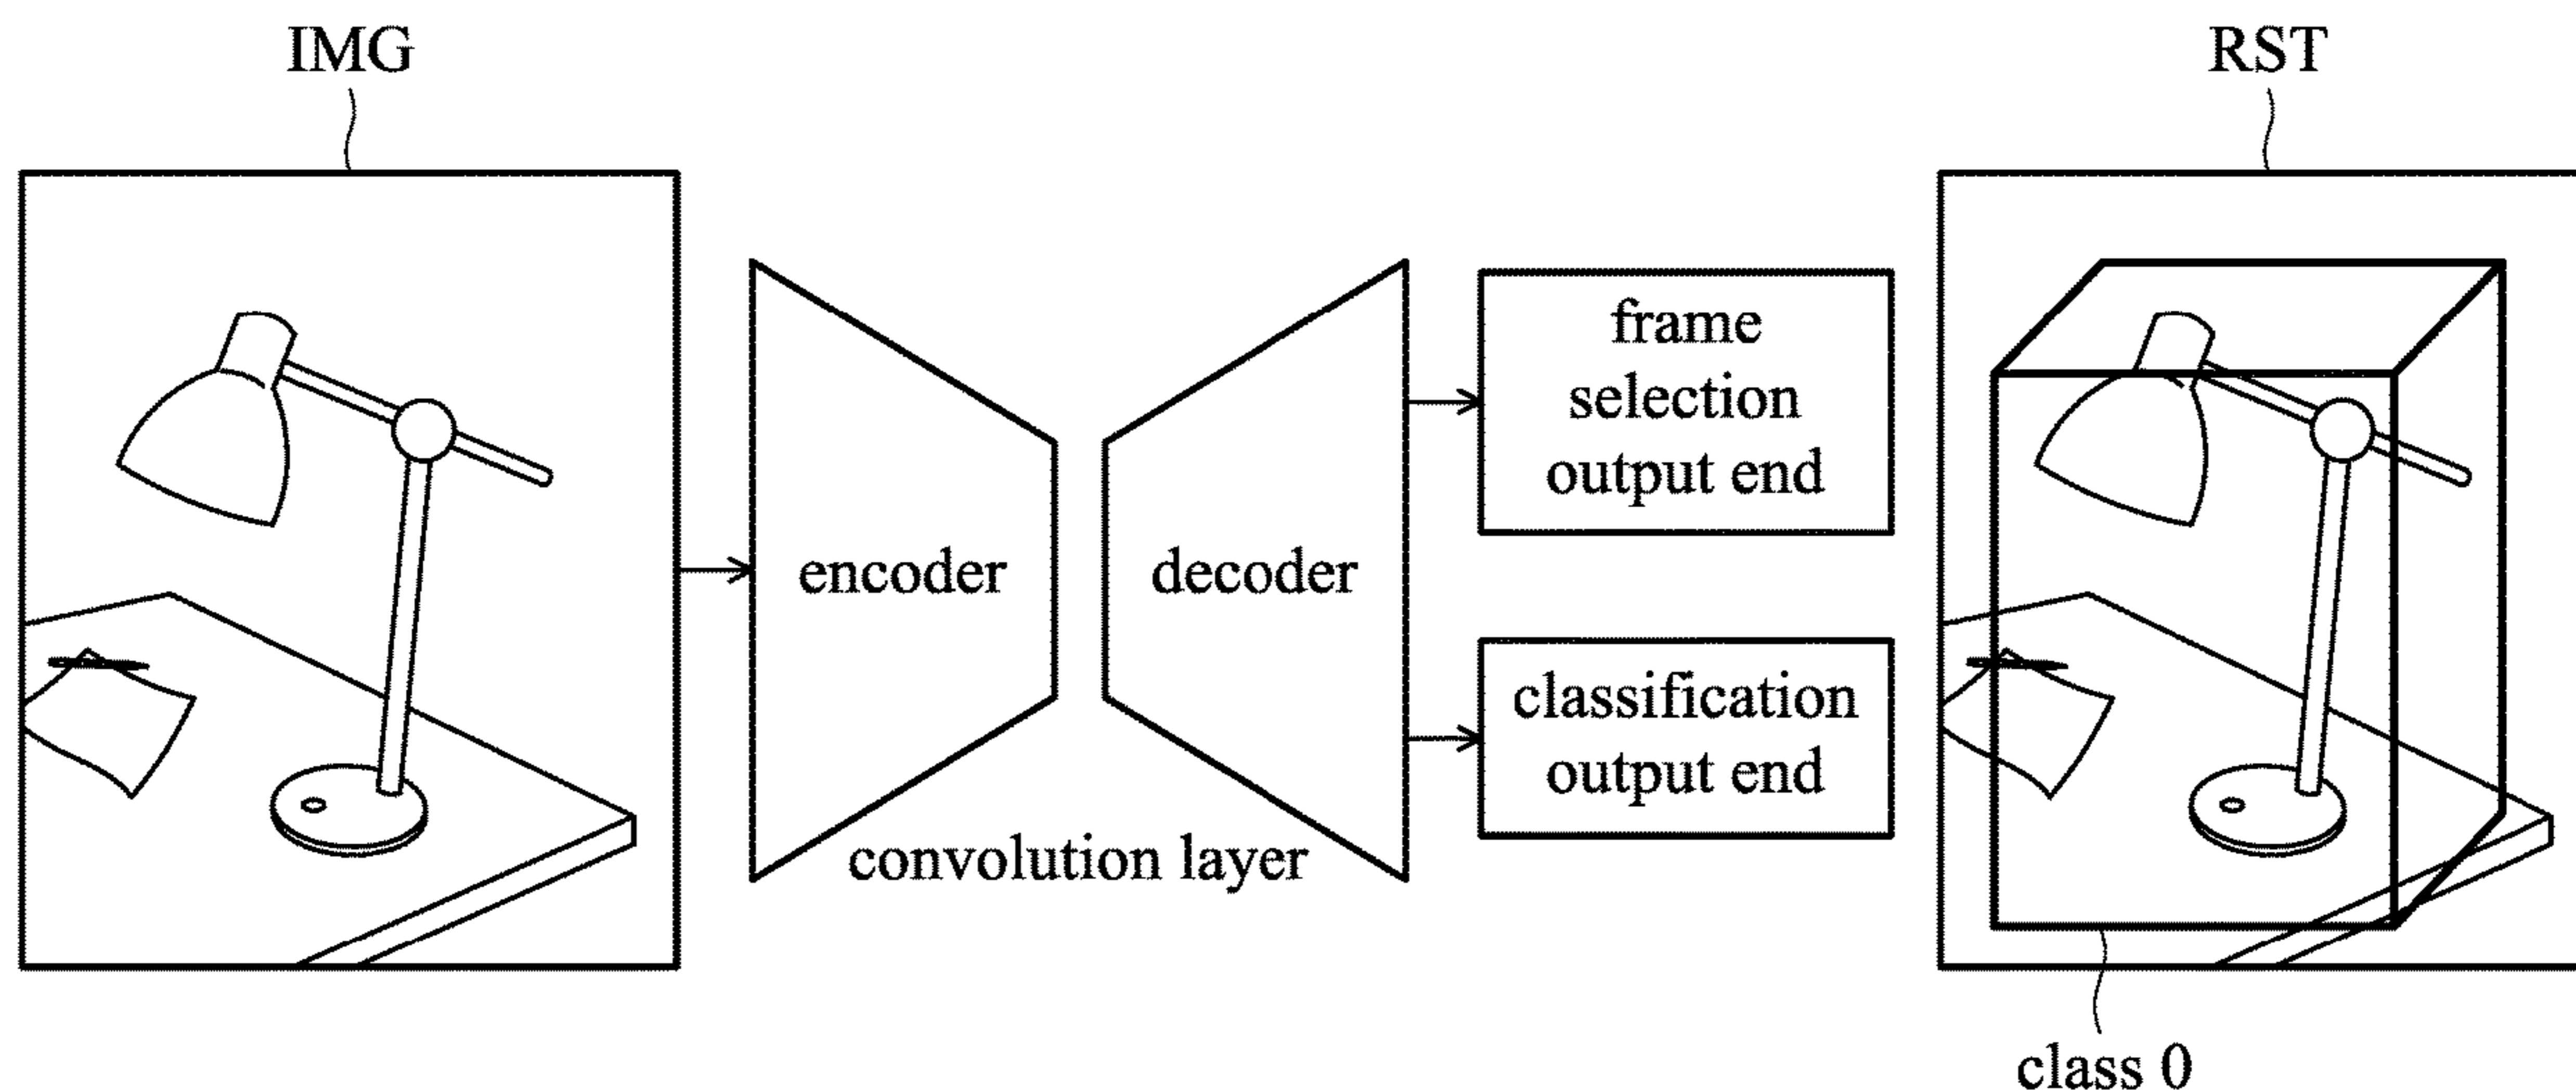 IMG
RST
frame
selection
output end
encoder
decoder
classification
output end
convolution layer
class 0